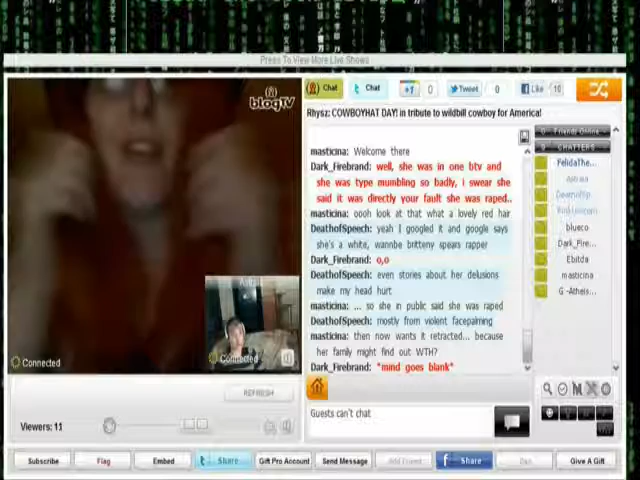 Press To View More Live Shows
blogTV
Connected
Connected
REFRESH
Viewers: 11
Chat
Chat
+1
0
Tweet
0
Like
10
Rhysz: COWBOYHAT DAY! in tribute to wildbill cowboy for America!
masticina: Welcome there
Dark_Firebrand: well, she was in one btv and
she was type mumbling so badly, i swear she
said it was directly your fault she was raped..
masticina: oooh look at that what a lovely red hair
DeathofSpeech: yeah I googled it and google says
she's a white, wannbe britteny spears rapper
Dark_Firebrand: o,o
DeathofSpeech: even stories about her delusions
make my head hurt
masticina: ... so she in public said she was raped
DeathofSpeech: mostly from violent facepalming
masticina: then now wants it retracted... because
her family might find out WTH?
Dark_Firebrand: *mind goes blank*
Guests can't chat
Friends Online
CHATTERS
FelidaThe...
blueco
Dark_Fire...
Ebitda
masticina
G -Atheis...
Subscribe
Flag
Embed
Share
Gift Pro Account
Send Message
Add Friend
Share
Give A Gift